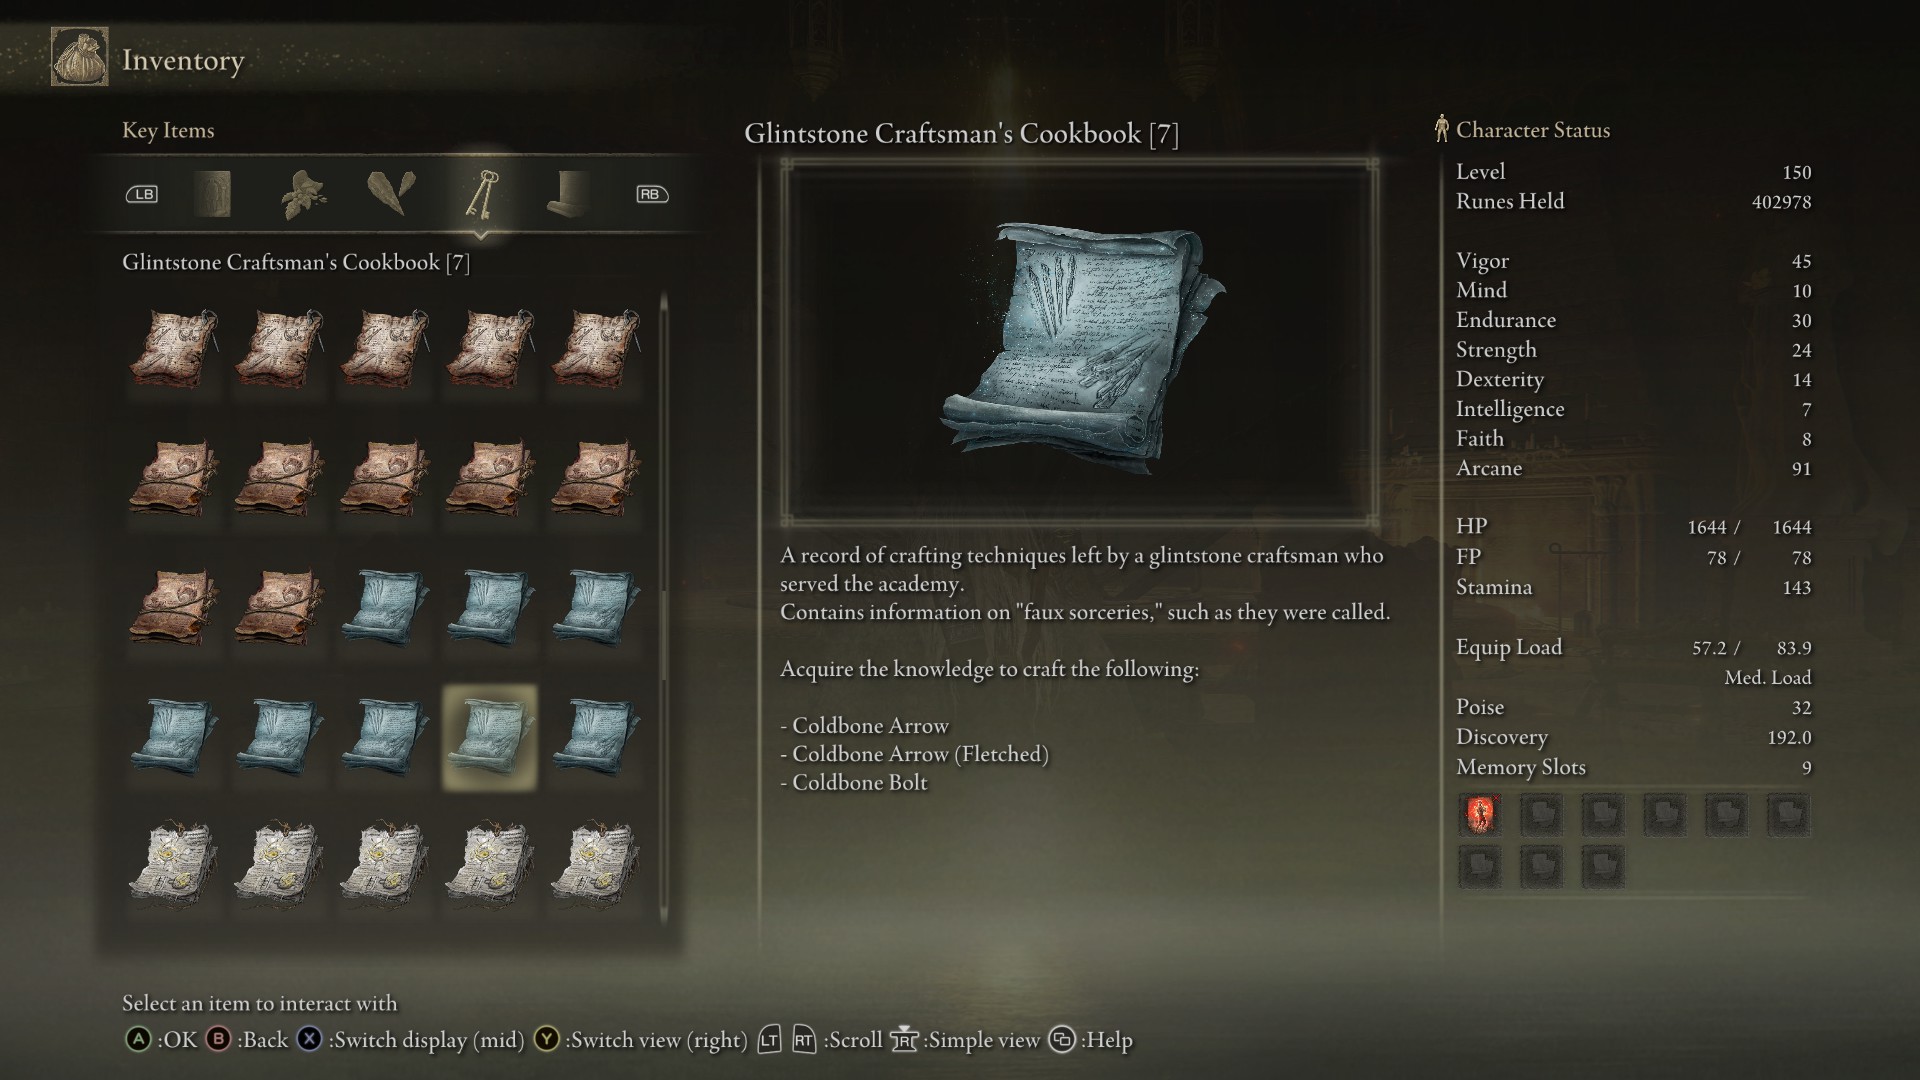 Inventory
Key Items
LB
RB
Glintstone Craftsman's Cookbook [7]
Glintstone Craftsman's Cookbook [7]
A record of crafting techniques left by a glintstone craftsman who
served the academy.
Contains information on "faux sorceries," such as they were called.
Acquire the knowledge to craft the following:
- Coldbone Arrow
- Coldbone Arrow (Fletched)
- Coldbone Bolt
Character Status
Level 150
Runes Held 402978
Vigor 45
Mind 10
Endurance 30
Strength 24
Dexterity 14
Intelligence 7
Faith 8
Arcane 91
HP 1644 / 1644
FP 78 / 78
Stamina 143
Equip Load 57.2 / 83.9
Med. Load
Poise 32
Discovery 192.0
Memory Slots 9
Select an item to interact with
A :OK B :Back X :Switch display (mid) Y :Switch view (right) LT RT :Scroll R :Simple view :Help